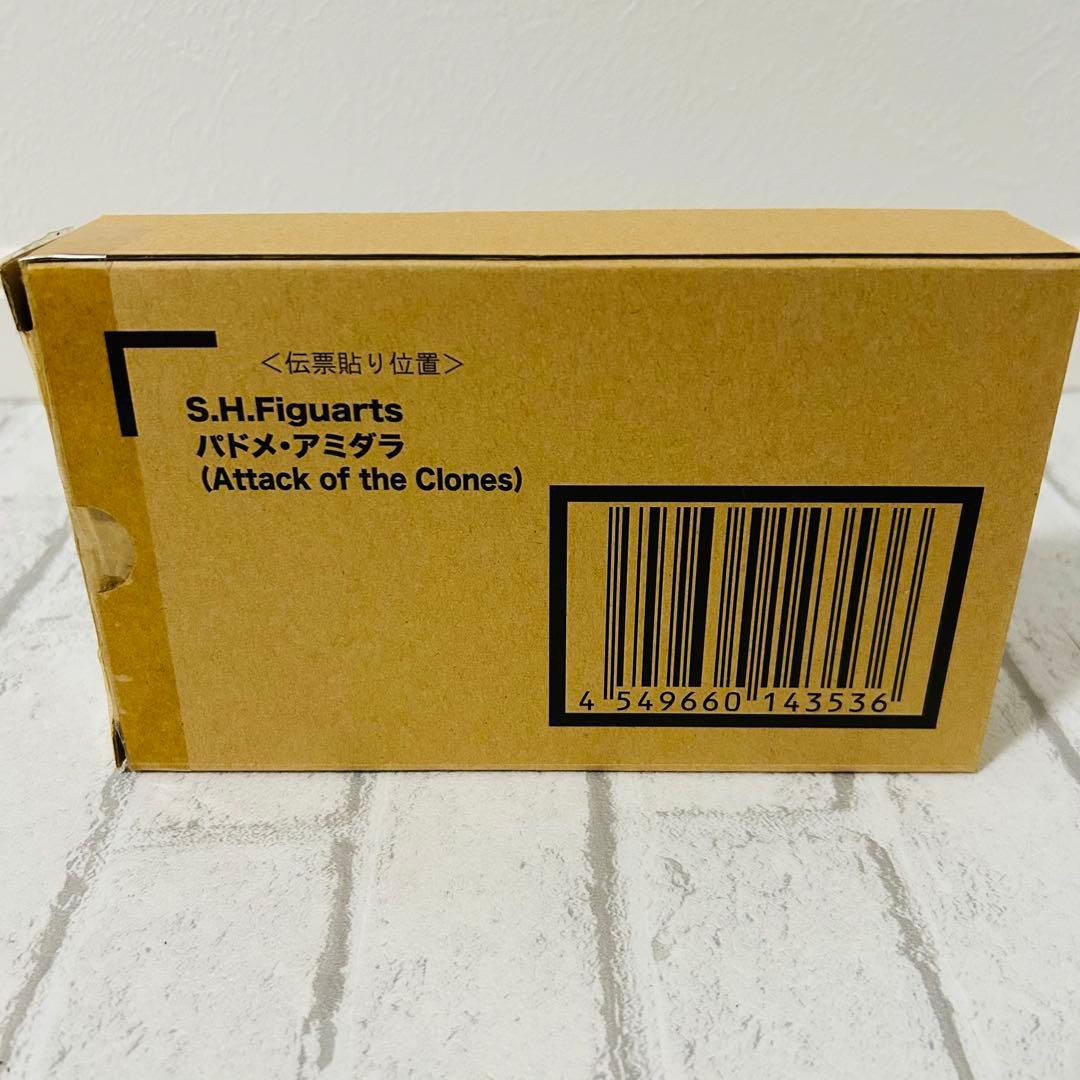 ＜伝票貼り位置＞
S.H.Figuarts
パドメ・アミダラ
(Attack of the Clones)
4 549660 143536